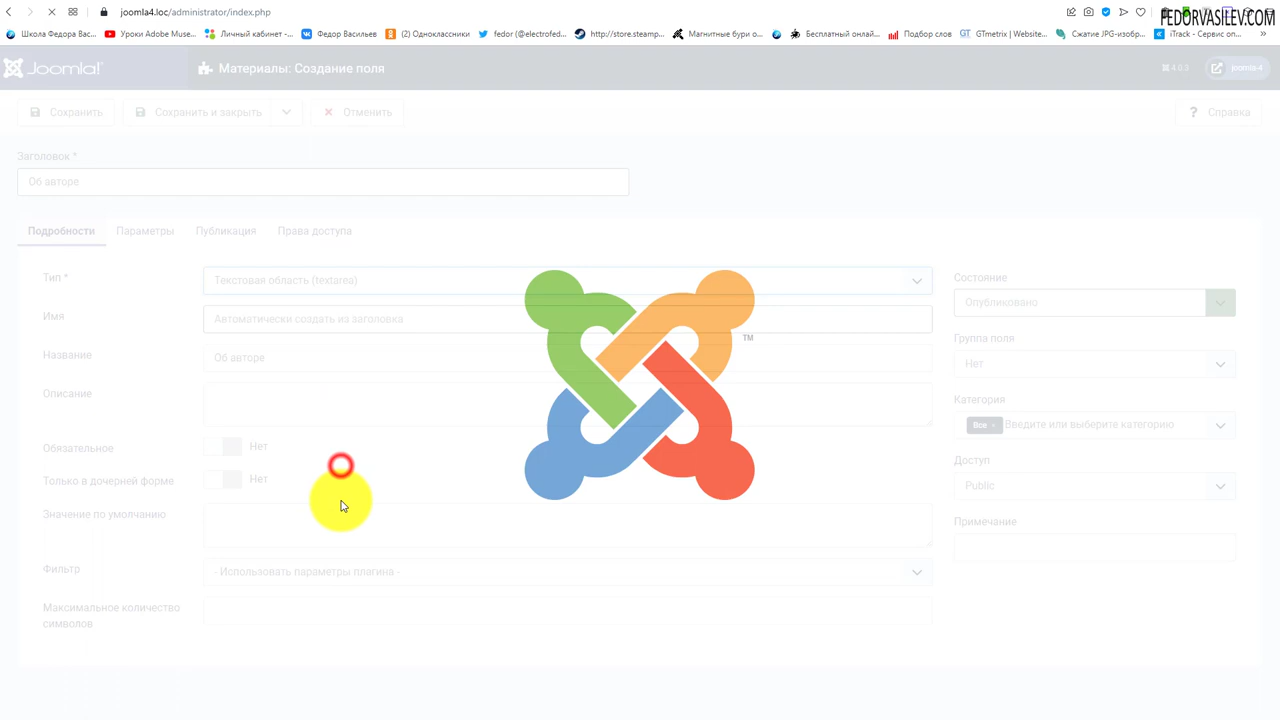 joomla4.loc/administrator/index.php
FEDORVASILEV.COM
Школа Федора Вас...
Уроки Adobe Muse...
Личный кабинет -...
Федор Васильев
(2) Одноклассники
fedor (@electrofed...
http://store.steamp...
Магнитные бури о...
Бесплатный онлай...
Подбор слов
GTmetrix | Website...
Сжатие JPG-изобр...
iTrack - Сервис оп...
Joomla!
Материалы: Создание поля
4.0.3
joomla-4
Сохранить
Сохранить и закрыть
Отменить
Справка
Заголовок *
Об авторе
Подробности
Параметры
Публикация
Права доступа
Тип *
Текстовая область (textarea)
Имя
Автоматически создать из заголовка
Название
Об авторе
Описание
Обязательное
Нет
Только в дочерней форме
Нет
Значение по умолчанию
Фильтр
- Использовать параметры плагина -
Максимальное количество
символов
Состояние
Опубликовано
Группа поля
Нет
Категория
Все
Введите или выберите категорию
Доступ
Public
Примечание
TM